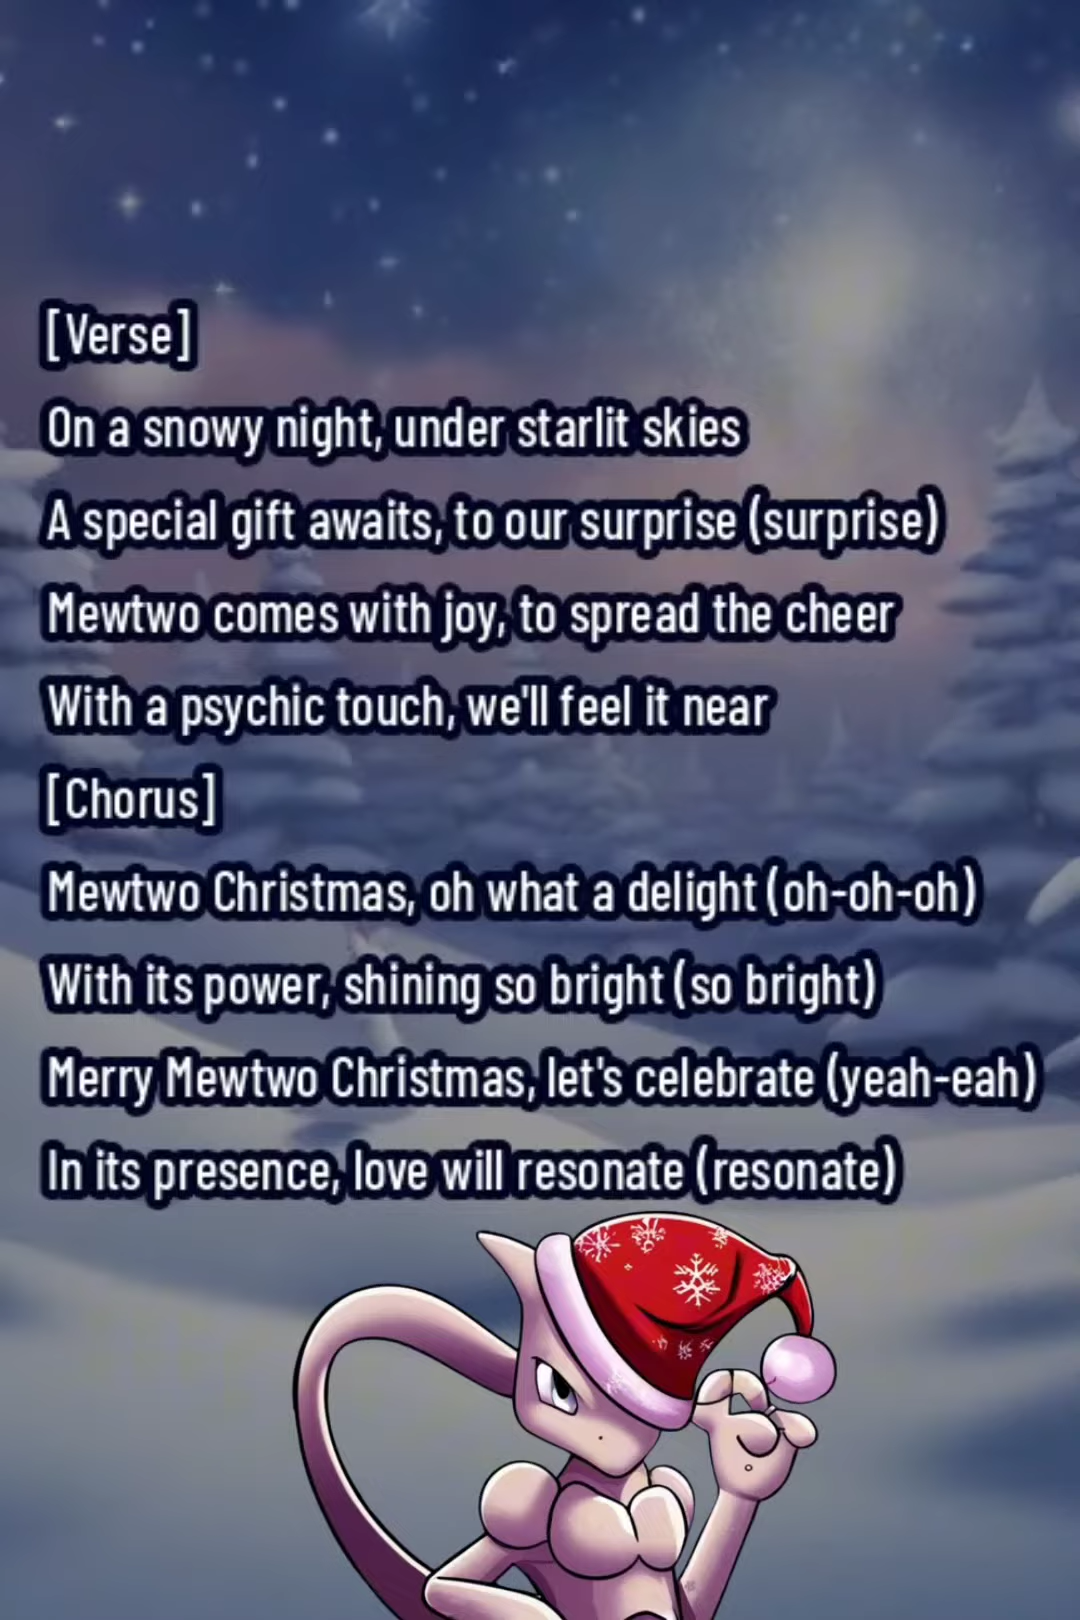 [Verse]
On a snowy night, under starlit skies
A special gift awaits, to our surprise (surprise)
Mewtwo comes with joy, to spread the cheer
With a psychic touch, we'll feel it near
[Chorus]
Mewtwo Christmas, oh what a delight (oh-oh-oh)
With its power, shining so bright (so bright)
Merry Mewtwo Christmas, let's celebrate (yeah-eah)
In its presence, love will resonate (resonate)